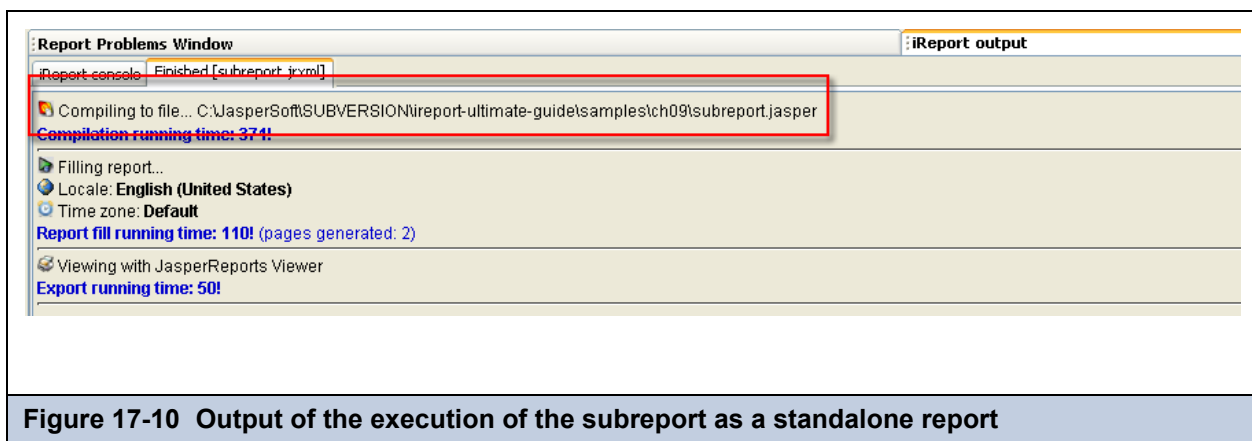 Report Problems Window
iReport output
iReport console
Finished [subreport.jrxml]
Compiling to file... C:\JasperSoft\SUBVERSION\ireport-ultimate-guide\samples\ch09\subreport.jasper
Compilation running time: 371!
Filling report...
Locale: English (United States)
Time zone: Default
Report fill running time: 110! (pages generated: 2)
Viewing with JasperReports Viewer
Export running time: 50!
Figure 17-10 Output of the execution of the subreport as a standalone report